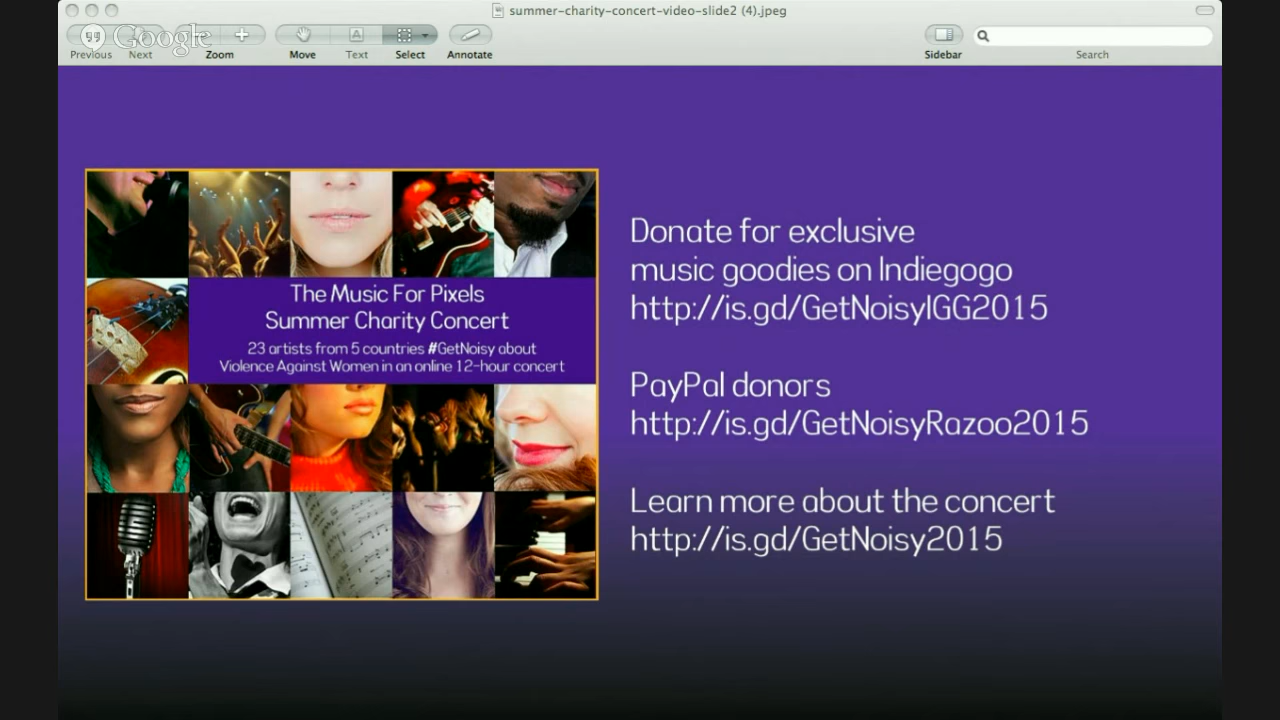 summer-charity-concert-video-slide2 (4).jpeg
Google
Previous Next Zoom Move Text Select Annotate Sidebar Search
The Music For Pixels
Summer Charity Concert
23 artists from 5 countries #GetNoisy about
Violence Against Women in an online 12-hour concert
Donate for exclusive
music goodies on Indiegogo
http://is.gd/GetNoisyIGG2015
PayPal donors
http://is.gd/GetNoisyRazoo2015
Learn more about the concert
http://is.gd/GetNoisy2015